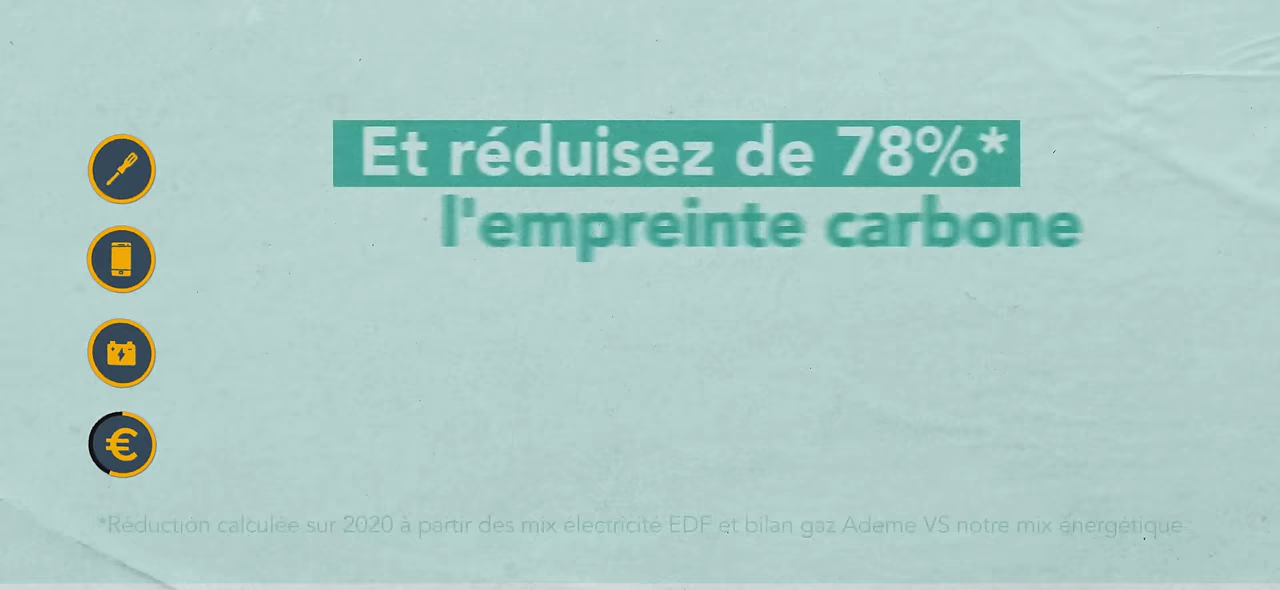 Et réduisez de 78%*
l'empreinte carbone
€
*Réduction calculée sur 2020 à partir des mix électricité EDF et bilan gaz Ademe VS notre mix énergétique